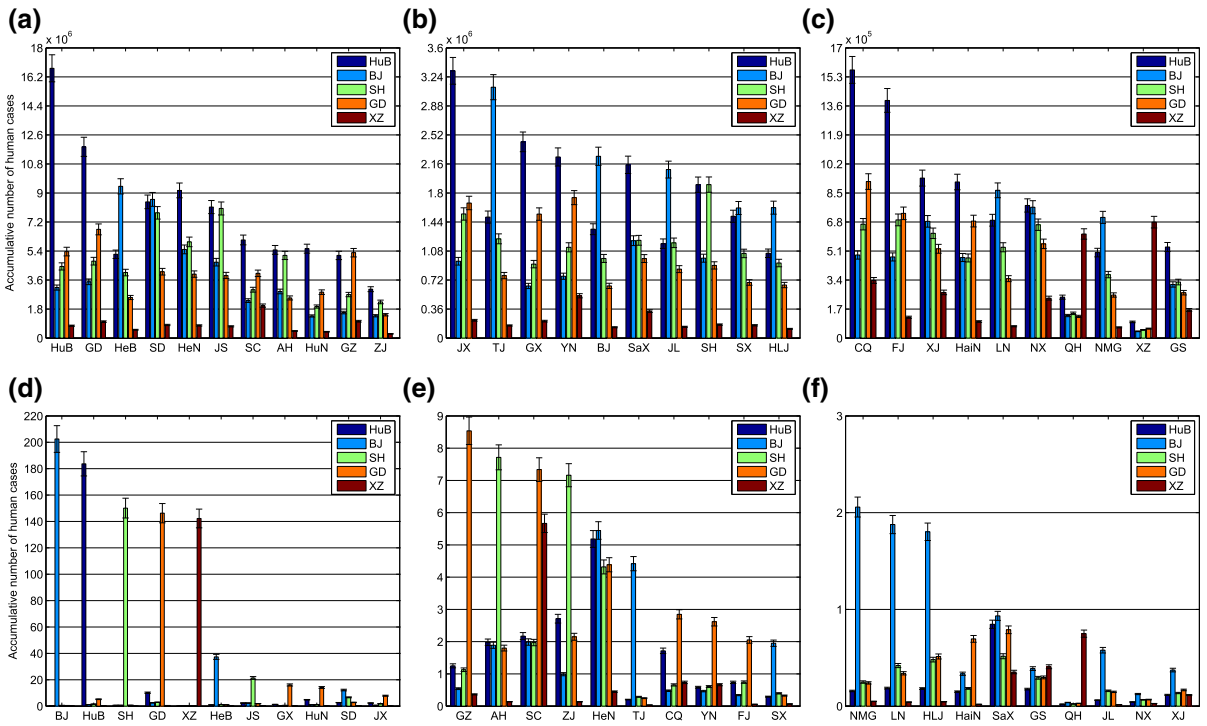 (a)
(b)
(c)
18 x 10⁶
16.2
14.4
12.6
10.8
9
7.2
5.4
3.6
1.8
0
Accumulative number of human cases
HuB
BJ
SH
GD
XZ
HuB GD HeB SD HeN JS SC AH HuN GZ ZJ
3.6 x 10⁶
3.24
2.88
2.52
2.16
1.8
1.44
1.08
0.72
0.36
0
HuB
BJ
SH
GD
XZ
JX TJ GX YN BJ SaX JL SH SX HLJ
17 x 10⁵
15.3
13.6
11.9
10.2
8.5
6.8
5.1
3.4
1.7
0
HuB
BJ
SH
GD
XZ
CQ FJ XJ HaiN LN NX QH NMG XZ GS
(d)
(e)
(f)
220
200
180
160
140
120
100
80
60
40
20
0
Accumulative number of human cases
HuB
BJ
SH
GD
XZ
BJ HuB SH GD XZ HeB JS GX HuN SD JX
9
8
7
6
5
4
3
2
1
0
HuB
BJ
SH
GD
XZ
GZ AH SC ZJ HeN TJ CQ YN FJ SX
3
2
1
0
HuB
BJ
SH
GD
XZ
NMG LN HLJ HaiN SaX GS QH JL NX XJ